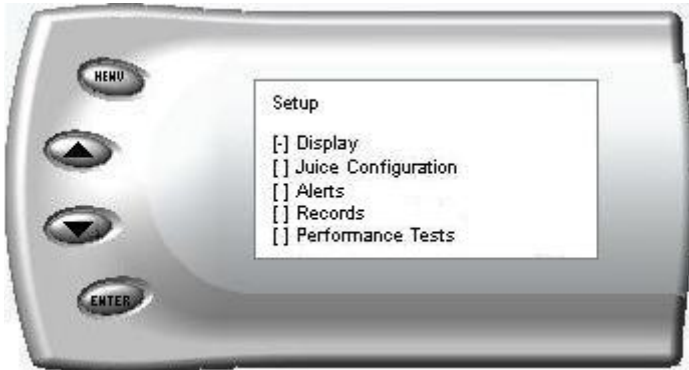 MENU
Setup
[-] Display
[ ] Juice Configuration
[ ] Alerts
[ ] Records
[ ] Performance Tests
ENTER